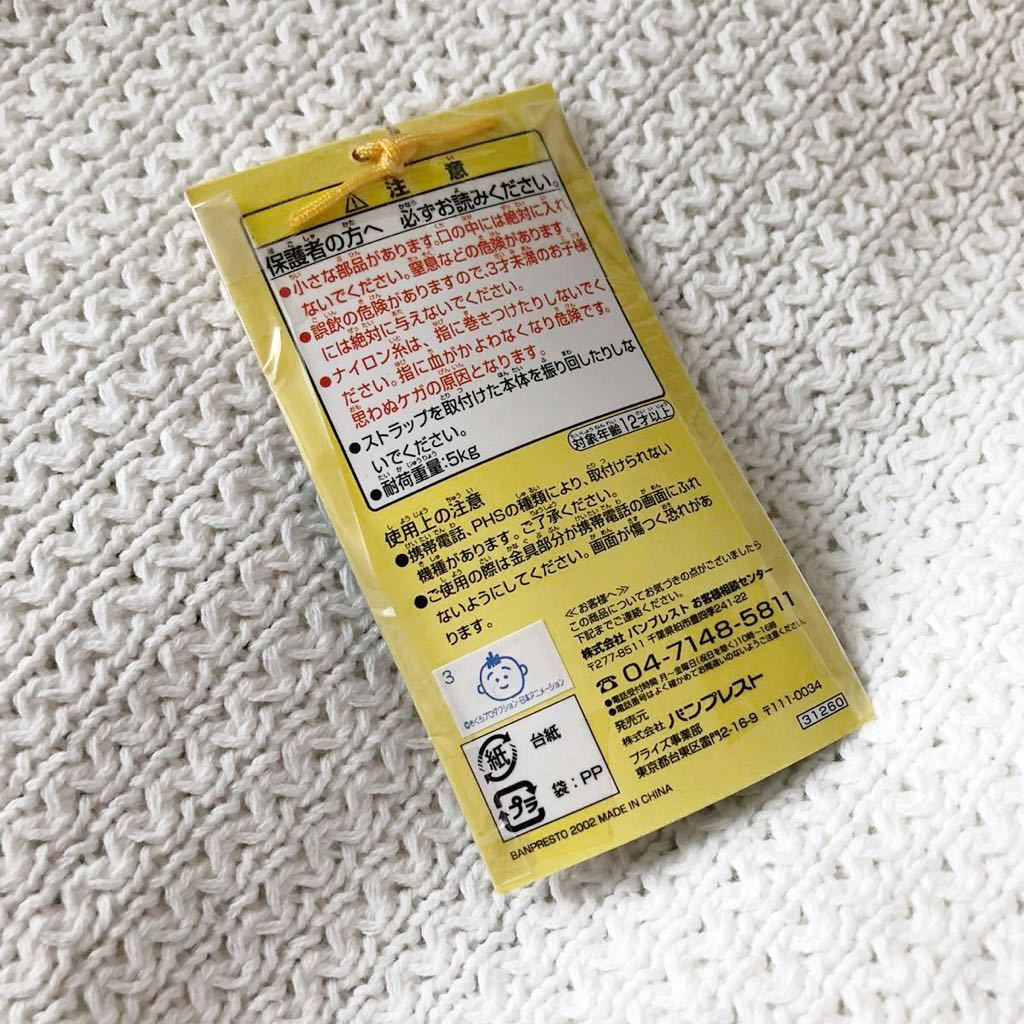 ⚠ 注意
保護者の方へ 必ずお読みください。
●小さな部品があります。口の中には絶対に入れ
ないでください。窒息などの危険があります。
●誤飲の危険がありますので、3才未満のお子様
には絶対に与えないでください。
●ナイロン糸は、指に巻きつけたりしないでく
ださい。指に血がかよわなくなり危険です。
思わぬケガの原因となります。
●ストラップを取付けた本体を振り回したりしな
いでください。
●耐荷重量:5kg
対象年齢12才以上
使用上の注意
●携帯電話、PHSの種類により、取付けられない
機種があります。ご了承ください。
●ご使用の際は金具部分が携帯電話の画面にふれ
ないようにしてください。画面が傷つく恐れがあ
ります。
≪お客様へ≫
この商品についてお気づきの点がございましたら
下記までご連絡ください。
株式会社 バンプレスト お客様相談センター
〒277-8511 千葉県柏市豊四季241-22
☎04-7148-5811
●電話受付時間 月〜金曜日(祝日を除く)10時〜16時
●電話番号はよく確かめてお間違いのないようご注意ください。
発売元
株式会社 バンプレスト
プライズ事業部
東京都台東区雷門2-16-9 〒111-0034
31260
3
©さくらプロダクション・日本アニメーション
紙 台紙
プラ 袋:PP
BANPRESTO 2002 MADE IN CHINA